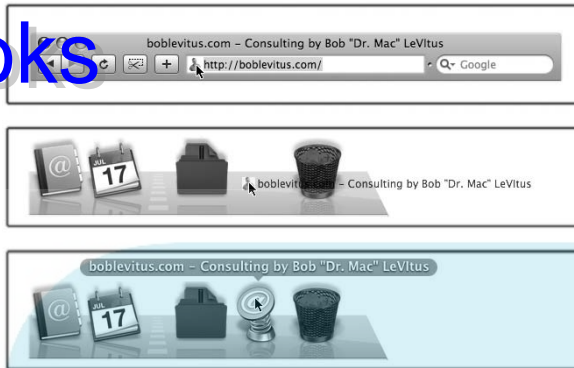 oks
boblevitus.com – Consulting by Bob "Dr. Mac" LeVItus
http://boblevitus.com/
Google
@
JUL
17
boblevitus.com – Consulting by Bob "Dr. Mac" LeVItus
boblevitus.com – Consulting by Bob "Dr. Mac" LeVItus
@
JUL
17
@